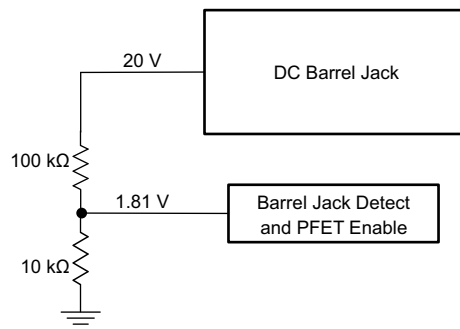 20 V
DC Barrel Jack
100 kΩ
1.81 V
Barrel Jack Detect
and PFET Enable
10 kΩ